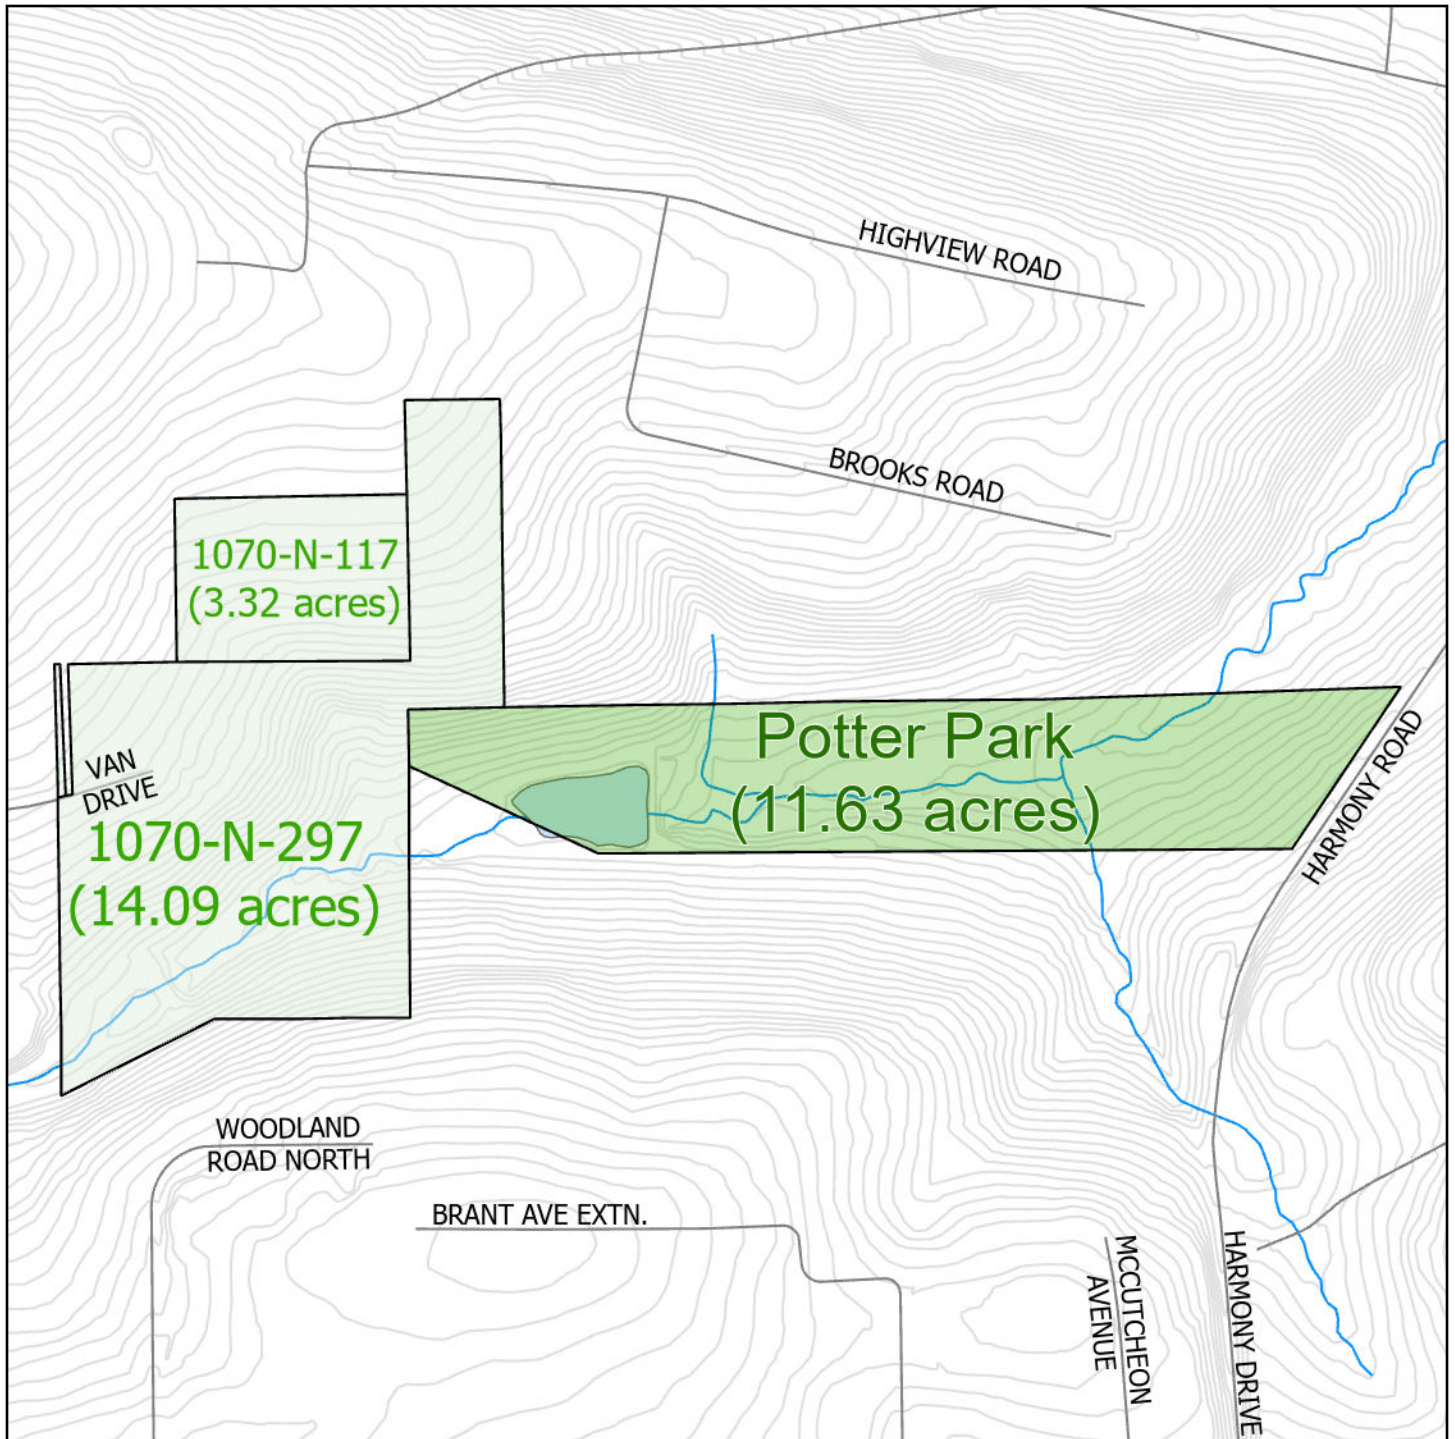 HIGHVIEW ROAD
BROOKS ROAD
1070-N-117
(3.32 acres)
Potter Park
(11.63 acres)
HARMONY ROAD
VAN
DRIVE
1070-N-297
(14.09 acres)
WOODLAND
ROAD NORTH
BRANT AVE EXTN.
MCCUTCHEON
AVENUE
HARMONY DRIVE